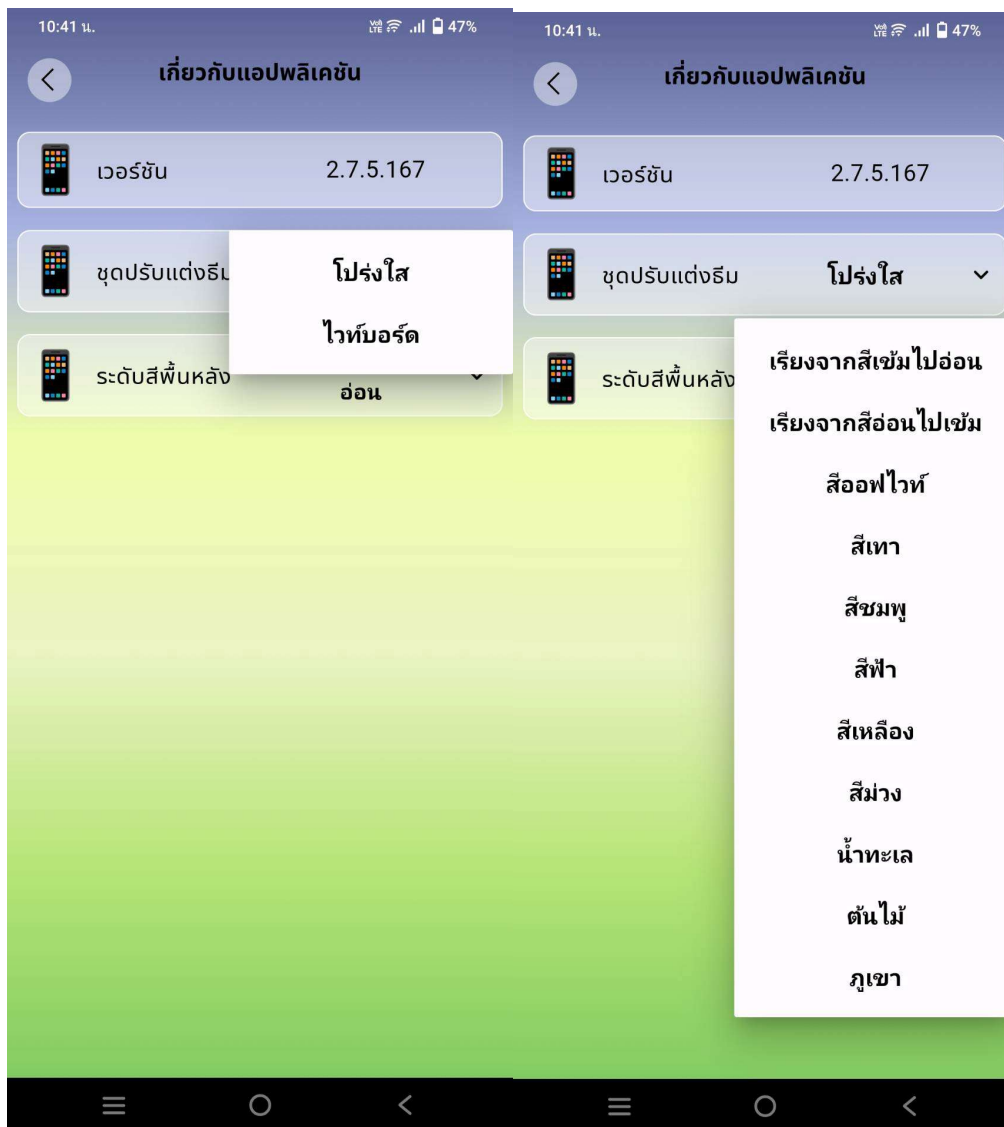 10:41 น.
47%
เกี่ยวกับแอปพลิเคชัน
เวอร์ชัน 2.7.5.167
ชุดปรับแต่งธีม
โปร่งใส
ไวท์บอร์ด
ระดับสีพื้นหลัง
อ่อน
10:41 น.
47%
เกี่ยวกับแอปพลิเคชัน
เวอร์ชัน 2.7.5.167
ชุดปรับแต่งธีม โปร่งใส
ระดับสีพื้นหลัง
เรียงจากสีเข้มไปอ่อน
เรียงจากสีอ่อนไปเข้ม
สีออฟไวท์
สีเทา
สีชมพู
สีฟ้า
สีเหลือง
สีม่วง
น้ำทะเล
ต้นไม้
ภูเขา